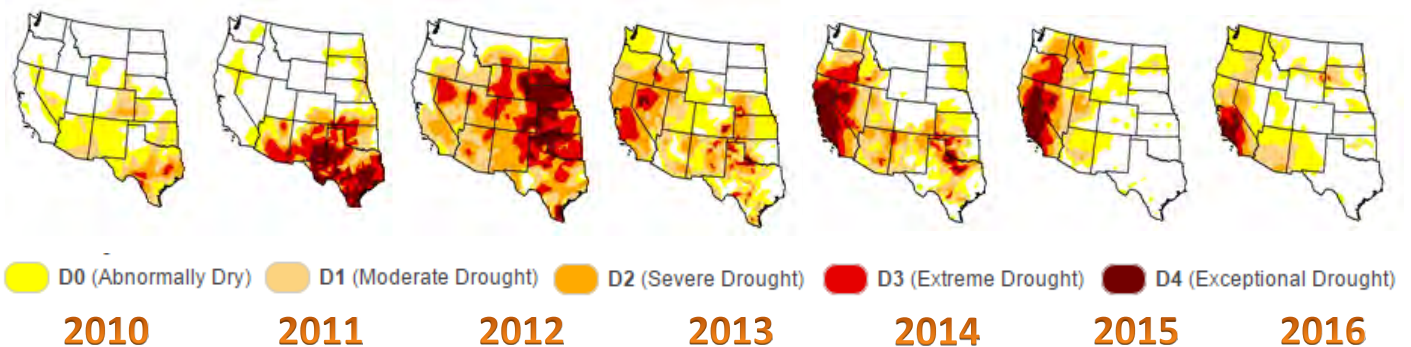 D0 (Abnormally Dry) D1 (Moderate Drought) D2 (Severe Drought) D3 (Extreme Drought) D4 (Exceptional Drought)
2010 2011 2012 2013 2014 2015 2016